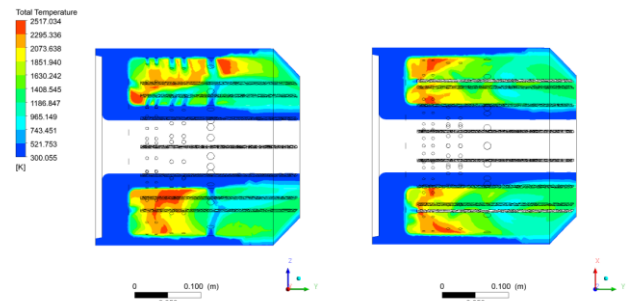 Total Temperature
2517.034
2295.336
2073.638
1851.940
1630.242
1408.545
1186.847
965.149
743.451
521.753
300.055
[K]
0 0.100 (m)
Z
Y
0 0.100 (m)
X
Y